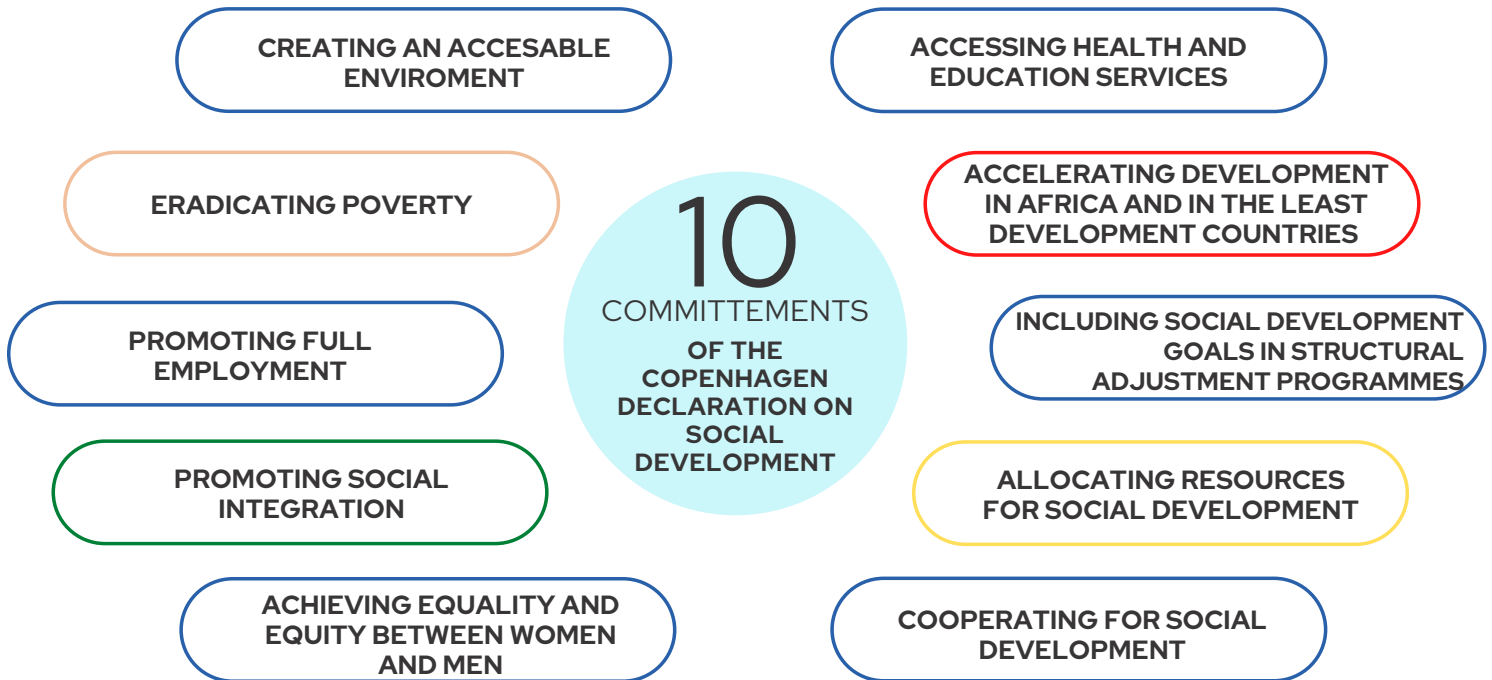 CREATING AN ACCESABLE
ENVIROMENT
ERADICATING POVERTY
PROMOTING FULL
EMPLOYMENT
PROMOTING SOCIAL
INTEGRATION
ACHIEVING EQUALITY AND
EQUITY BETWEEN WOMEN
AND MEN
10
COMMITTEMENTS
OF THE
COPENHAGEN
DECLARATION ON
SOCIAL
DEVELOPMENT
ACCESSING HEALTH AND
EDUCATION SERVICES
ACCELERATING DEVELOPMENT
IN AFRICA AND IN THE LEAST
DEVELOPMENT COUNTRIES
INCLUDING SOCIAL DEVELOPMENT
GOALS IN STRUCTURAL
ADJUSTMENT PROGRAMMES
ALLOCATING RESOURCES
FOR SOCIAL DEVELOPMENT
COOPERATING FOR SOCIAL
DEVELOPMENT